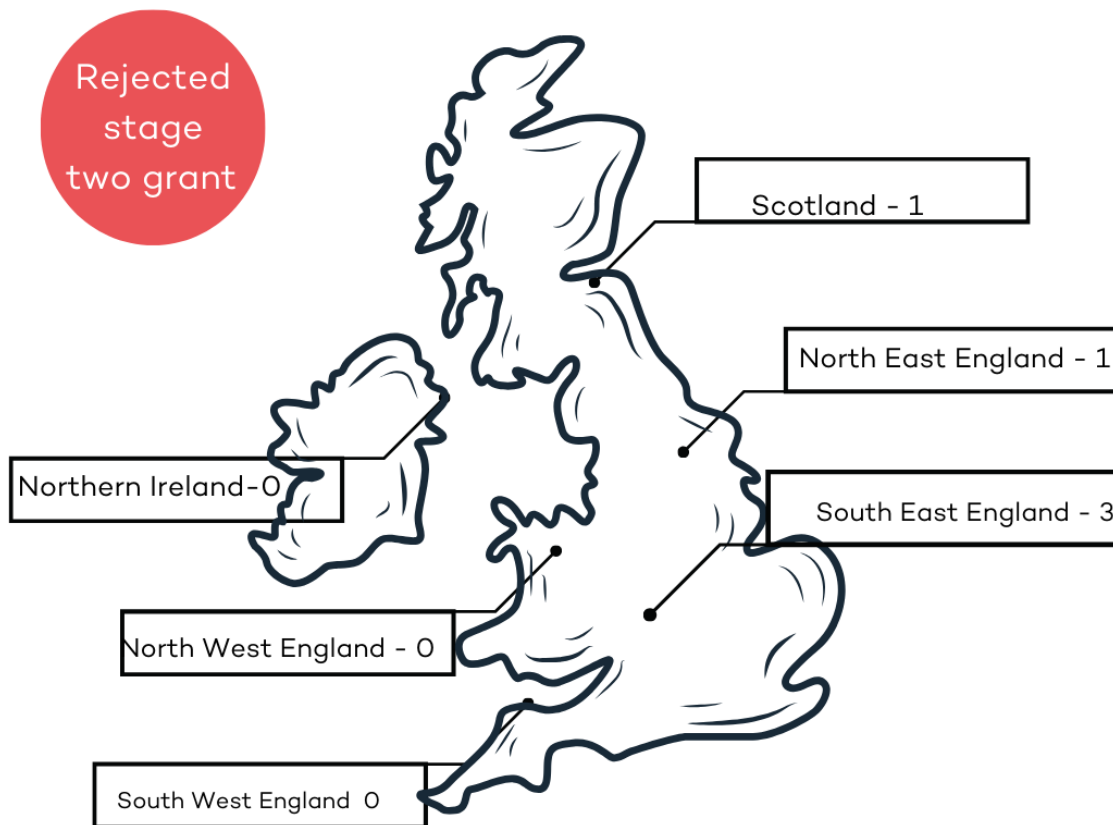 Rejected
stage
two grant
Scotland - 1
North East England - 1
Northern Ireland-0
South East England - 3
North West England - 0
South West England  0